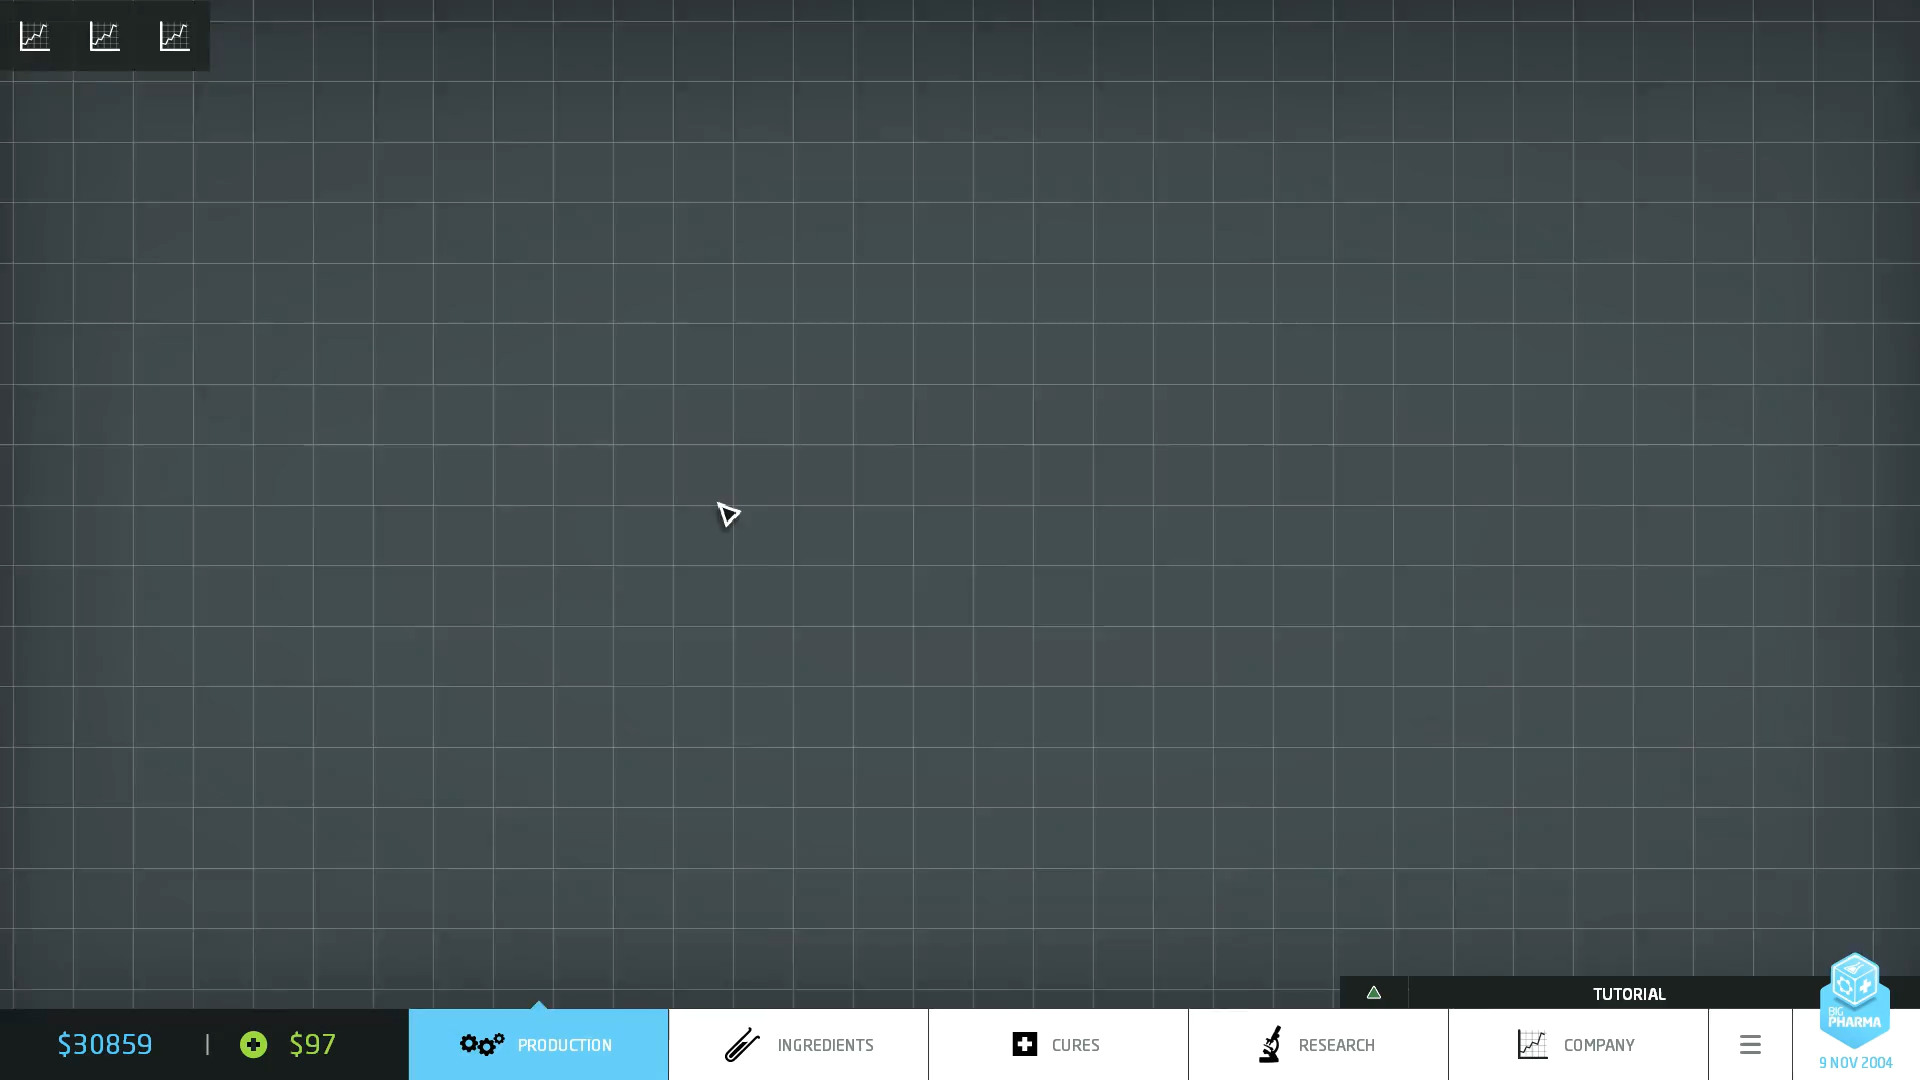 TUTORIAL
$30859 | $97 PRODUCTION INGREDIENTS CURES RESEARCH COMPANY
BIG
PHARMA
9 NOV 2004